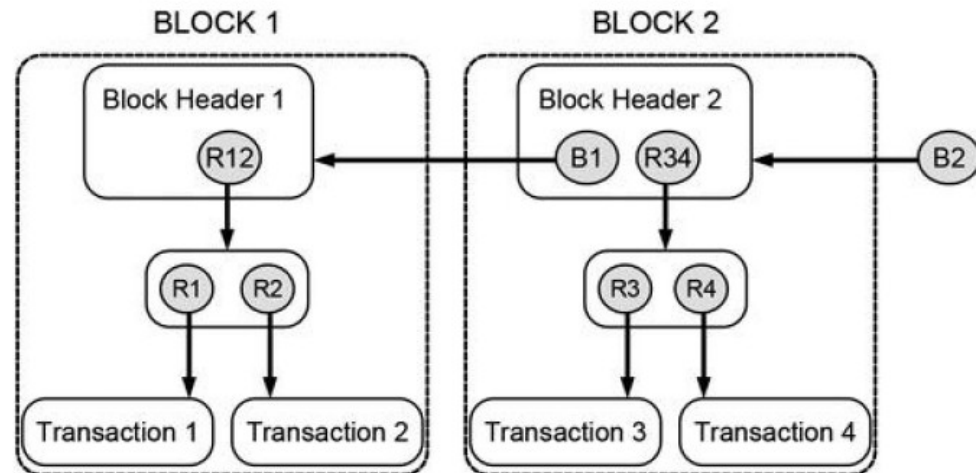 BLOCK 1 BLOCK 2
Block Header 1 Block Header 2
R12 B1 R34 B2
R1 R2 R3 R4
Transaction 1 Transaction 2 Transaction 3 Transaction 4